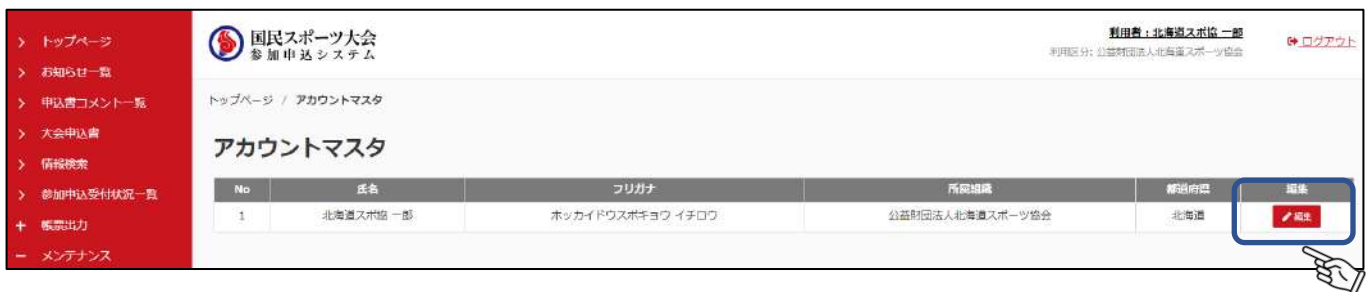 > トップページ
> お知らせ一覧
> 申込書コメント一覧
> 大会申込書
> 情報検索
> 参加申込受付状況一覧
+ 帳票出力
− メンテナンス
国民スポーツ大会
参加申込システム
利用者：北海道スポ協 一郎
利用区分: 公益財団法人北海道スポーツ協会
ログアウト
トップページ / アカウントマスタ
アカウントマスタ
No 氏名 フリガナ 所属組織 都道府県 編集
1 北海道スポ協 一郎 ホッカイドウスポキョウ イチロウ 公益財団法人北海道スポーツ協会 北海道 編集